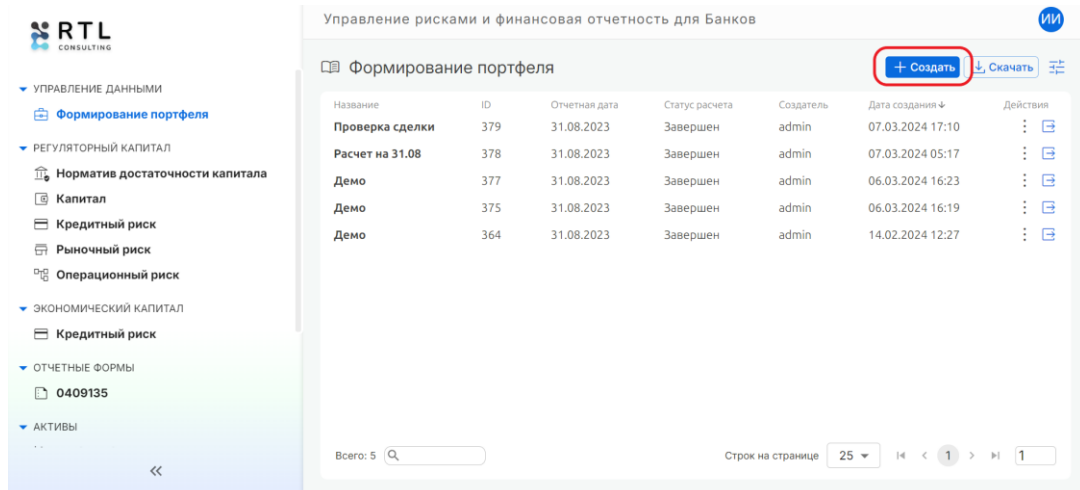 RTL
CONSULTING
УПРАВЛЕНИЕ ДАННЫМИ
Формирование портфеля
РЕГУЛЯТОРНЫЙ КАПИТАЛ
Норматив достаточности капитала
Капитал
Кредитный риск
Рыночный риск
Операционный риск
ЭКОНОМИЧЕСКИЙ КАПИТАЛ
Кредитный риск
ОТЧЕТНЫЕ ФОРМЫ
0409135
АКТИВЫ
Управление рисками и финансовая отчетность для Банков
ИИ
Формирование портфеля
+ Создать
Скачать
Название ID Отчетная дата Статус расчета Создатель Дата создания Действия
Проверка сделки 379 31.08.2023 Завершен admin 07.03.2024 17:10
Расчет на 31.08 378 31.08.2023 Завершен admin 07.03.2024 05:17
Демо 377 31.08.2023 Завершен admin 06.03.2024 16:23
Демо 375 31.08.2023 Завершен admin 06.03.2024 16:19
Демо 364 31.08.2023 Завершен admin 14.02.2024 12:27
Всего: 5 Строк на странице 25 1 1